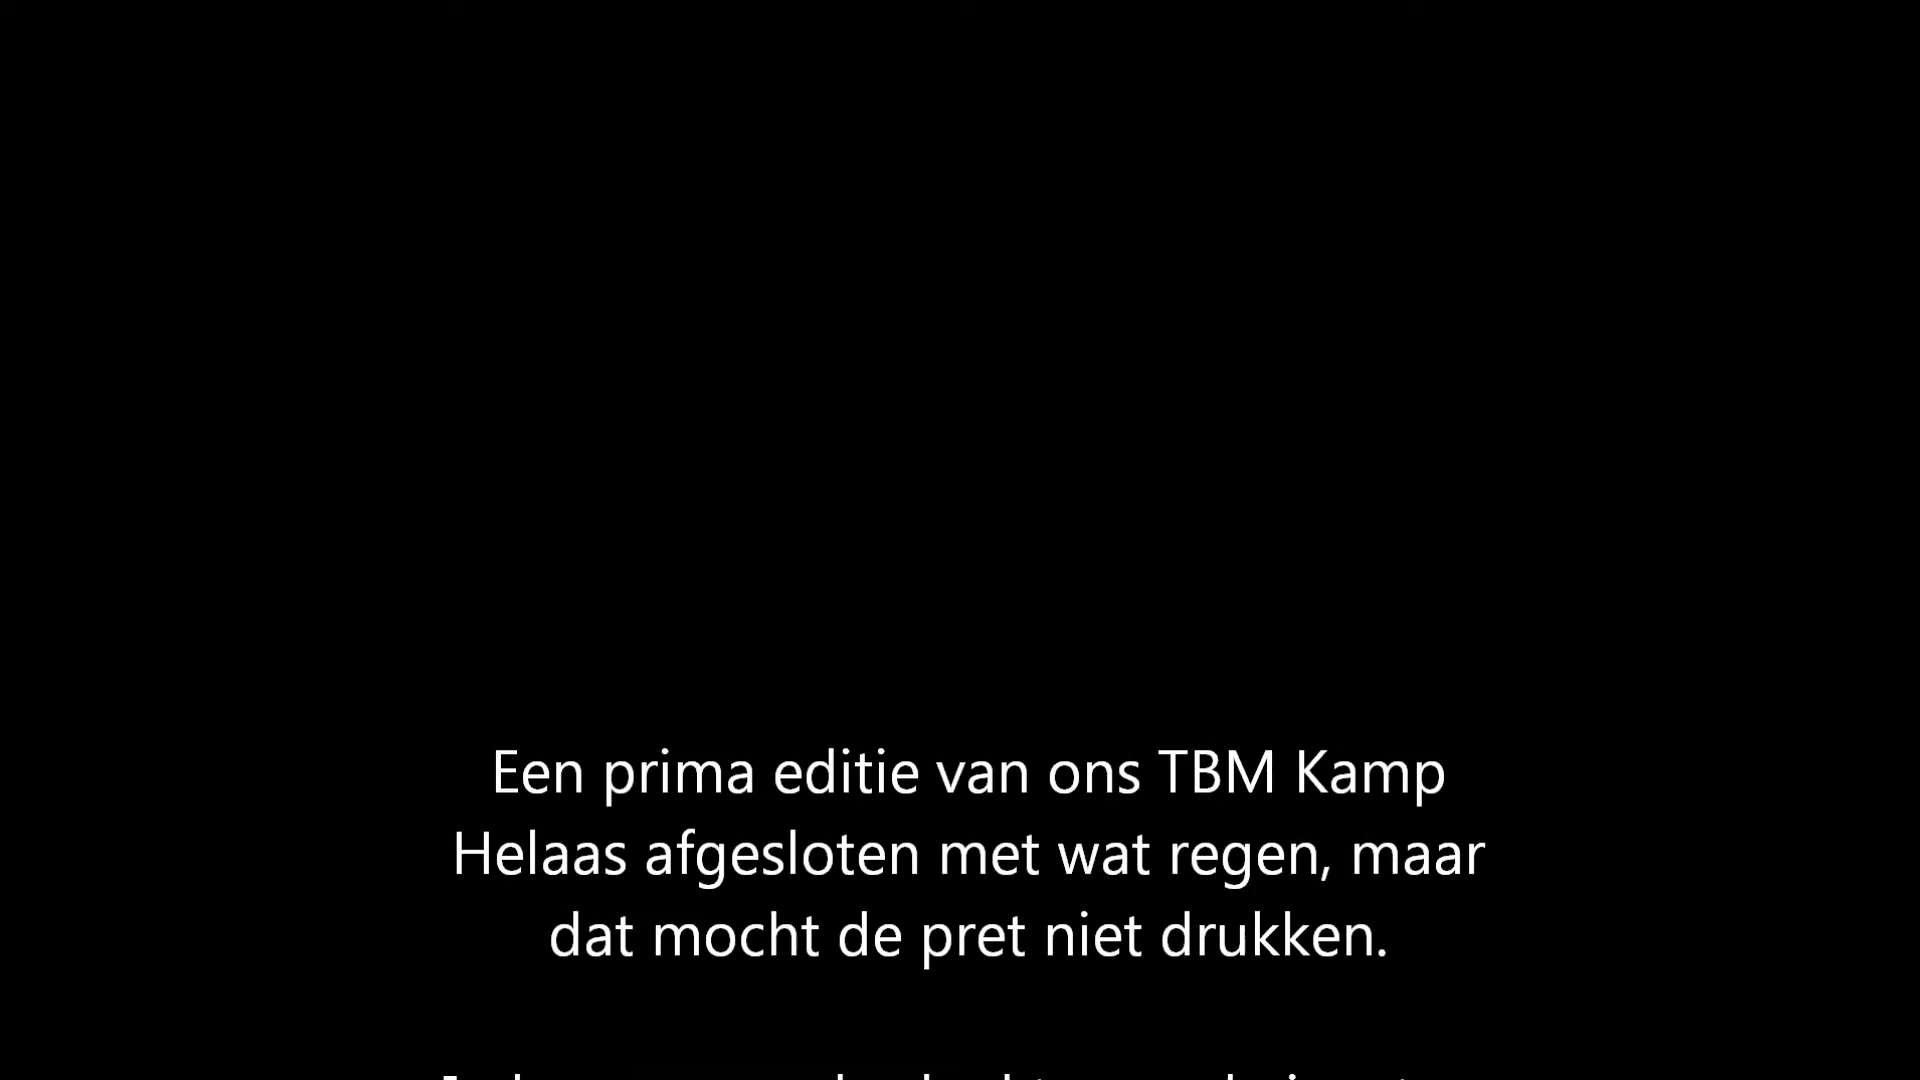 Een prima editie van ons TBM Kamp
Helaas afgesloten met wat regen, maar
dat mocht de pret niet drukken.